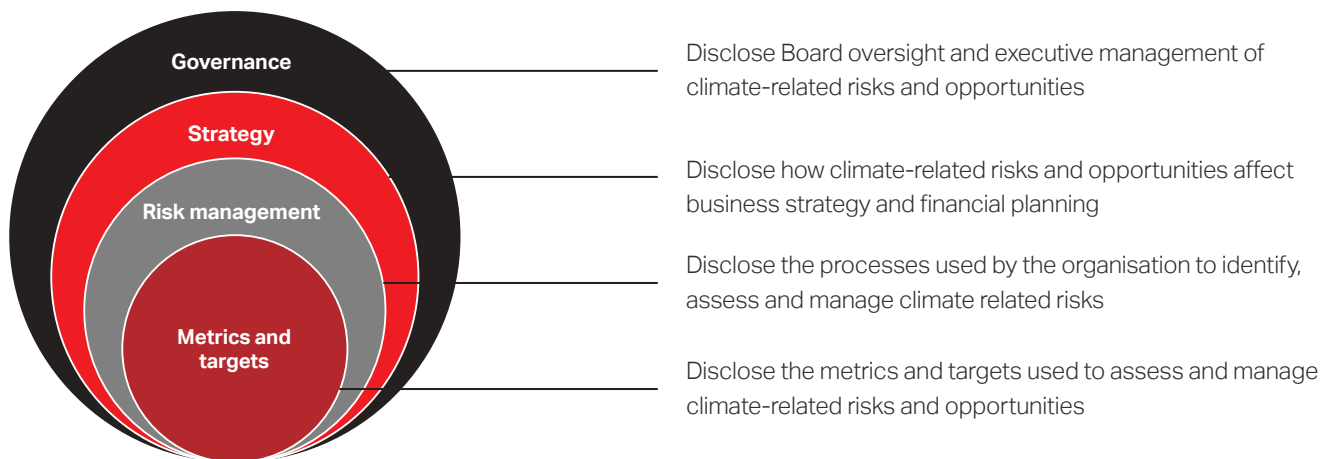 Governance
Disclose Board oversight and executive management of
climate-related risks and opportunities
Strategy
Disclose how climate-related risks and opportunities affect
business strategy and financial planning
Risk management
Disclose the processes used by the organisation to identify,
assess and manage climate related risks
Metrics and
targets
Disclose the metrics and targets used to assess and manage
climate-related risks and opportunities